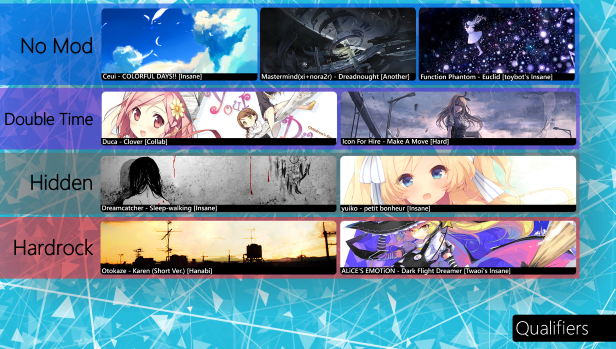 No Mod
Ceui - COLORFUL DAYS!! [Insane]
Mastermind(xi+nora2r) - Dreadnought [Another]
Function Phantom - Euclid [toybot's Insane]
Double Time
Duca - Clover [Collab]
Icon For Hire - Make A Move [Hard]
Hidden
Dreamcatcher - Sleep-walking [Insane]
yuiko - petit bonheur [Insane]
Hardrock
Otokaze - Karen (Short Ver.) [Hanabi]
ALiCE'S EMOTiON - Dark Flight Dreamer [Twaoi's Insane]
Qualifiers